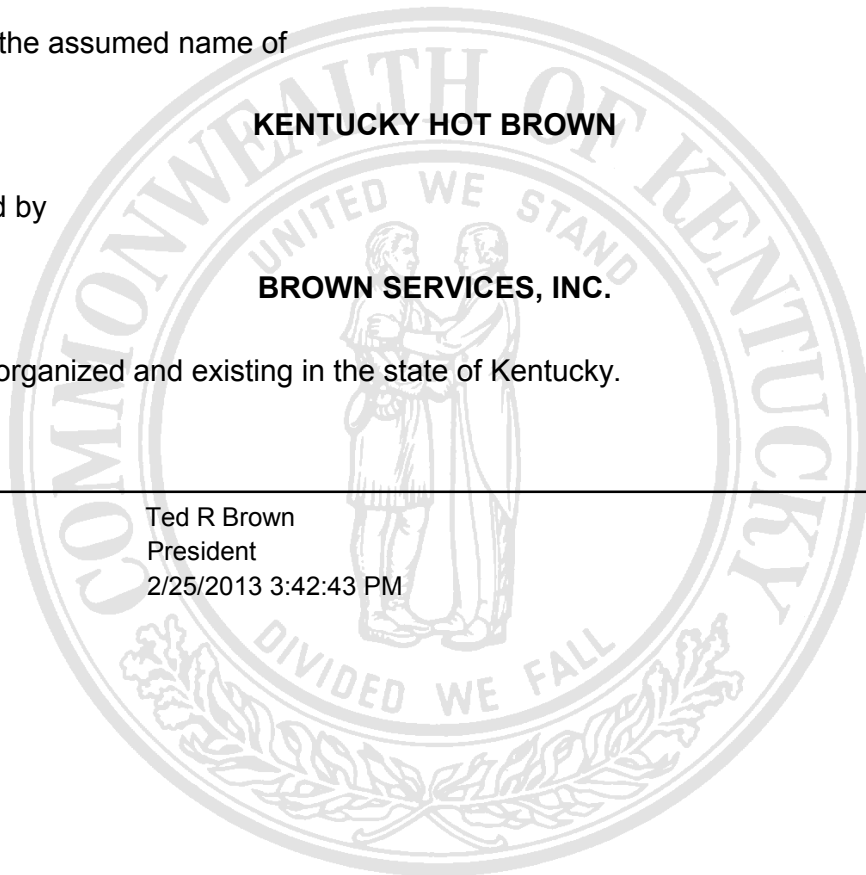 the assumed name of
KENTUCKY HOT BROWN
d by
BROWN SERVICES, INC.
organized and existing in the state of Kentucky.
Ted R Brown
President
2/25/2013 3:42:43 PM
COMMONWEALTH OF KENTUCKY
UNITED WE STAND
DIVIDED WE FALL